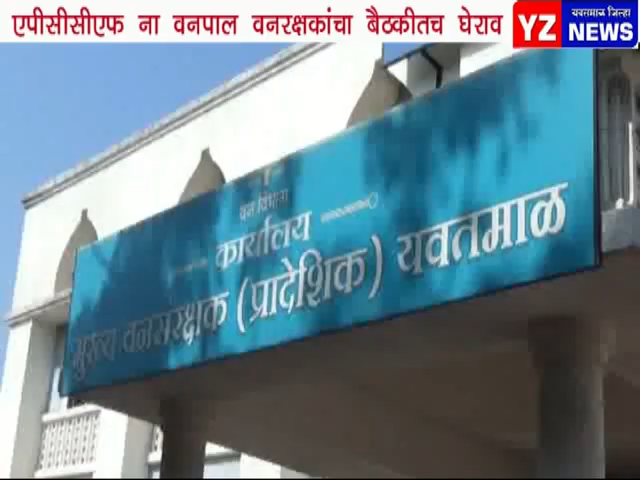 एपीसीसीएफ ना वनपाल वनरक्षकांचा बैठकीतच घेराव
YZ
यवतमाळ जिल्हा
NEWS
वन विभाग
कार्यालय
मुख्य वनसंरक्षक (प्रादेशिक) यवतमाळ